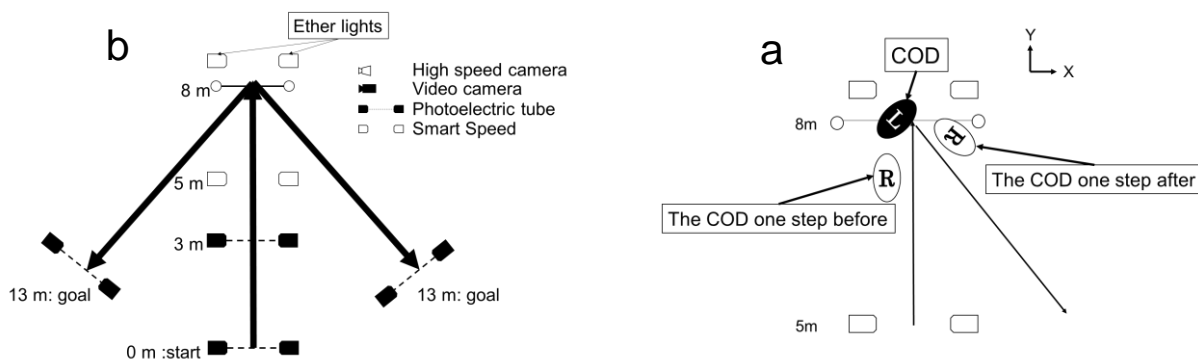 b
Ether lights
High speed camera
Video camera
Photoelectric tube
Smart Speed
8 m
5 m
3 m
13 m: goal
13 m: goal
0 m :start
a
COD
Y
X
8m
L
R
R
The COD one step after
The COD one step before
5m